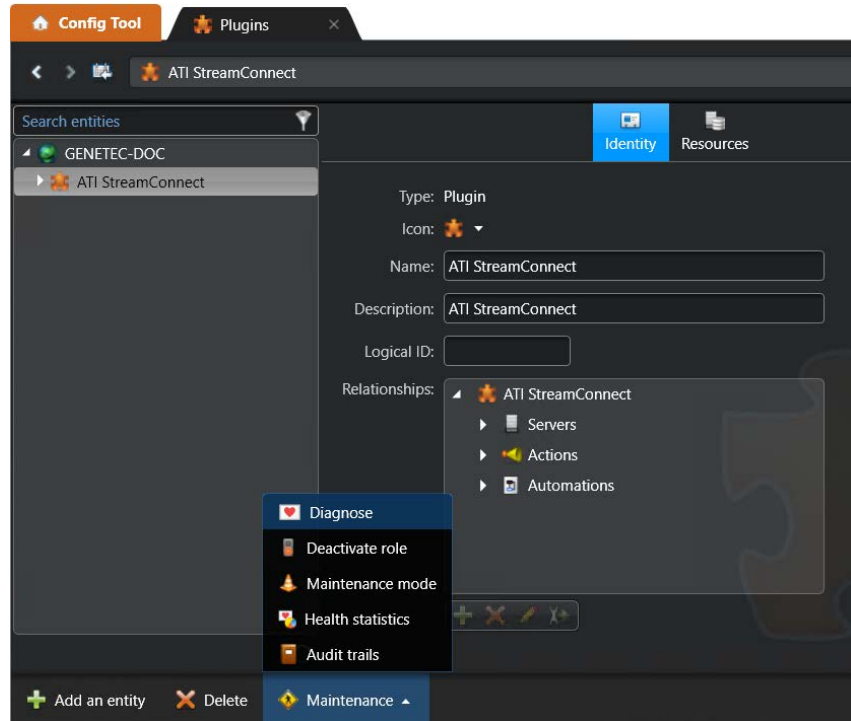 Config Tool
Plugins
ATI StreamConnect
Search entities
GENETEC-DOC
ATI StreamConnect
Identity
Resources
Type: Plugin
Icon:
Name: ATI StreamConnect
Description: ATI StreamConnect
Logical ID:
Relationships: ATI StreamConnect
Servers
Actions
Automations
Diagnose
Deactivate role
Maintenance mode
Health statistics
Audit trails
Add an entity
Delete
Maintenance